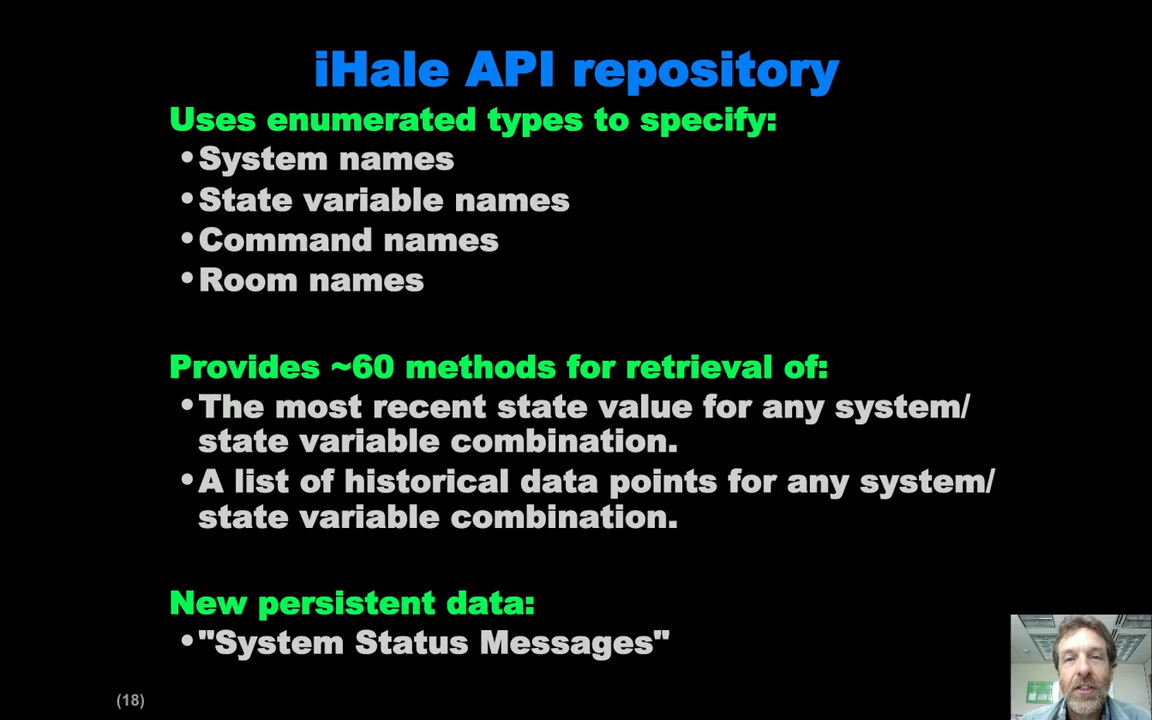 iHale API repository
Uses enumerated types to specify:
•System names
•State variable names
•Command names
•Room names
Provides ~60 methods for retrieval of:
•The most recent state value for any system/
state variable combination.
•A list of historical data points for any system/
state variable combination.
New persistent data:
•"System Status Messages"
(18)